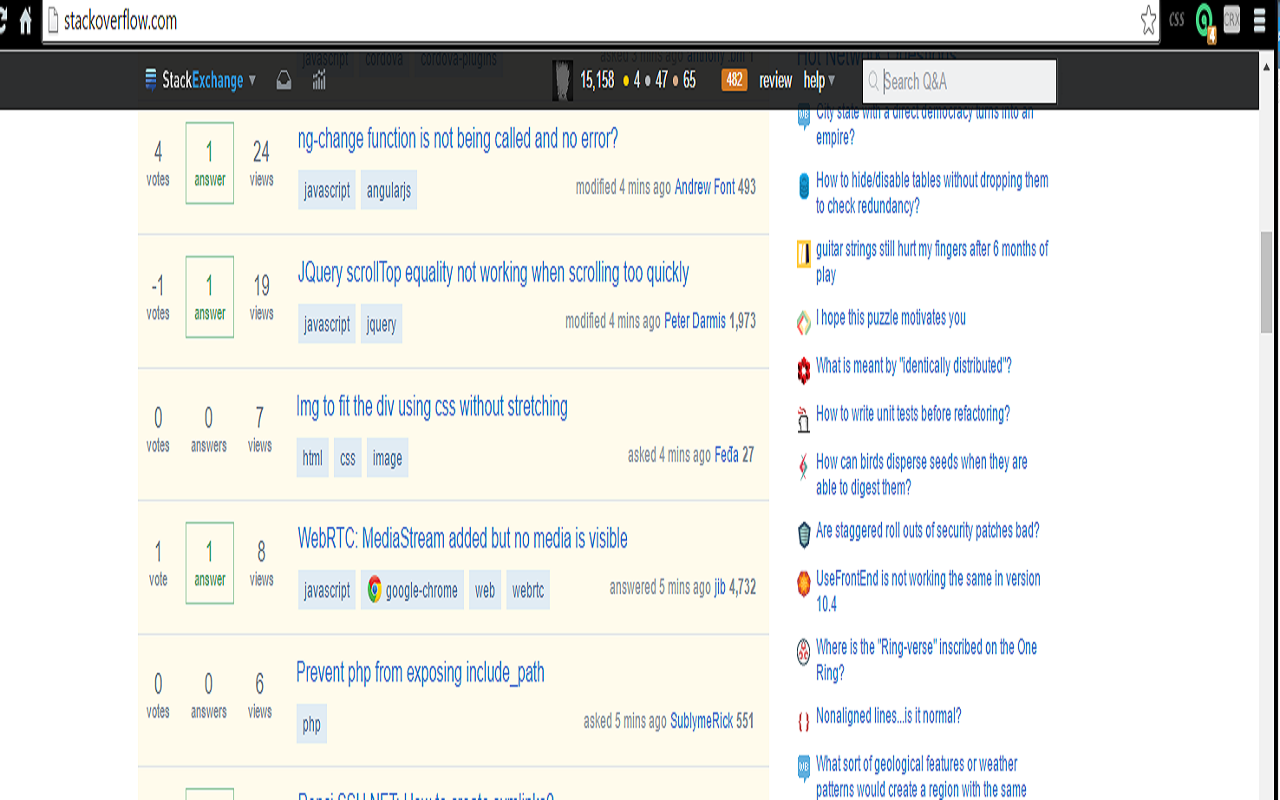 stackoverflow.com
CSS
4
CRX
javascript cordova cordova-plugins
Hot Network Questions
StackExchange
15,158 4 47 65
482
review
help
Search Q&A
4 votes
1 answer
24 views
ng-change function is not being called and no error?
javascript angularjs
modified 4 mins ago Andrew Font 493
-1 votes
1 answer
19 views
JQuery scrollTop equality not working when scrolling too quickly
javascript jquery
modified 4 mins ago Peter Darmis 1,973
0 votes
0 answers
7 views
Img to fit the div using css without stretching
html css image
asked 4 mins ago Feđa 27
1 vote
1 answer
8 views
WebRTC: MediaStream added but no media is visible
javascript google-chrome web webrtc
answered 5 mins ago jib 4,732
0 votes
0 answers
6 views
Prevent php from exposing include_path
php
asked 5 mins ago SublymeRick 551
City state with a direct democracy turns into an
empire?
How to hide/disable tables without dropping them
to check redundancy?
guitar strings still hurt my fingers after 6 months of
play
I hope this puzzle motivates you
What is meant by "identically distributed"?
How to write unit tests before refactoring?
How can birds disperse seeds when they are
able to digest them?
Are staggered roll outs of security patches bad?
UseFrontEnd is not working the same in version
10.4
Where is the "Ring-verse" inscribed on the One
Ring?
Nonaligned lines...is it normal?
What sort of geological features or weather
patterns would create a region with the same